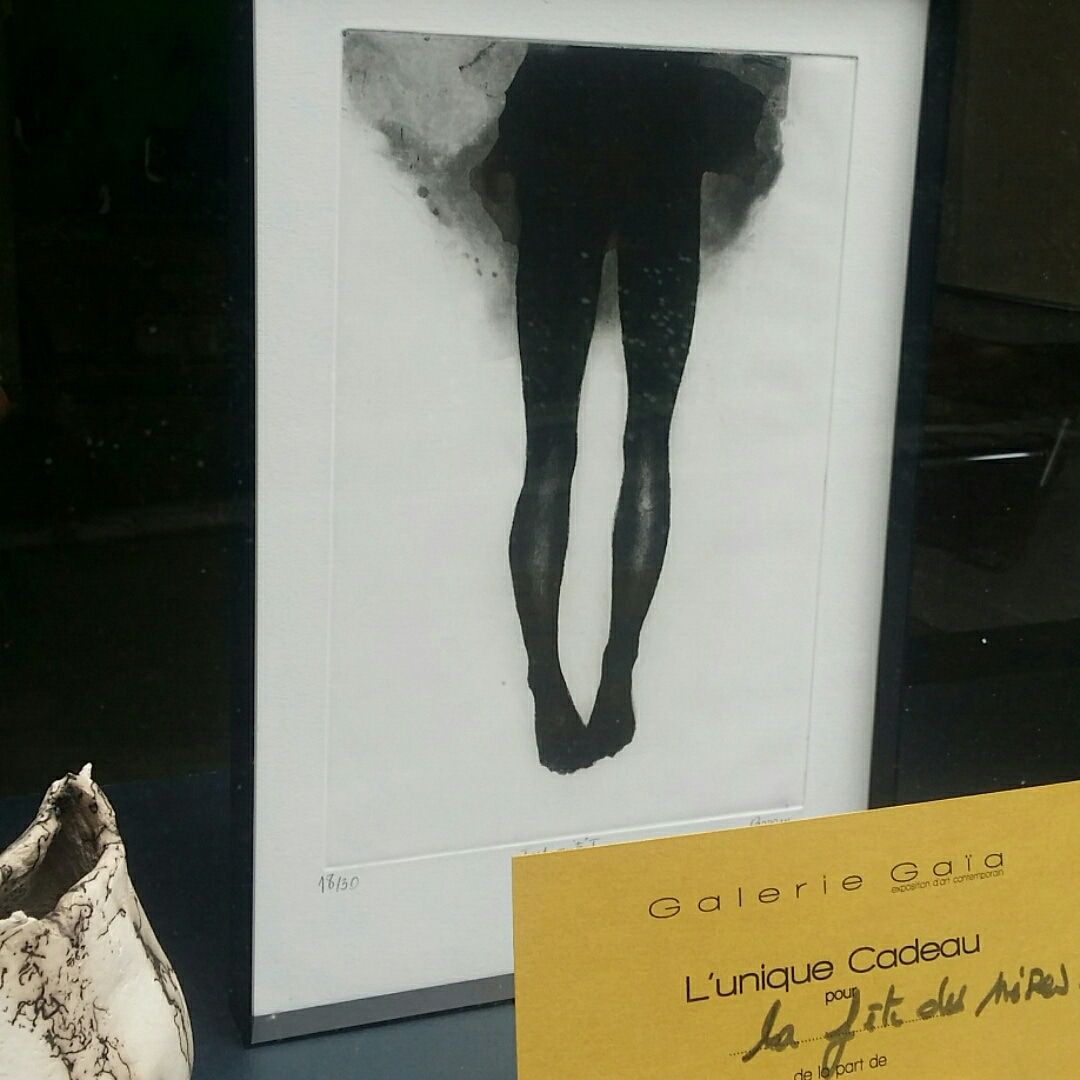 18/30
Galerie Gaïa
exposition d'art contemporain
L'unique Cadeau
pour
la fête des mères
de la part de